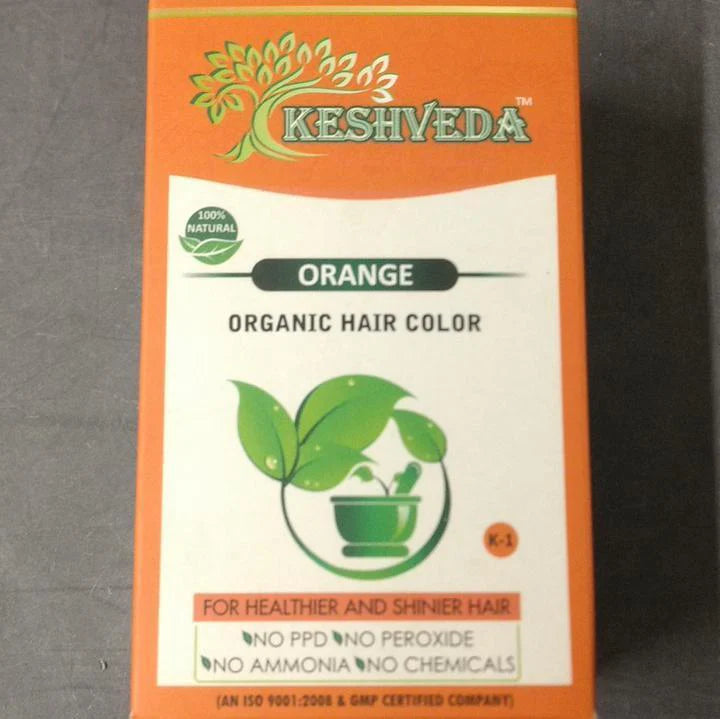 KESHVEDA™
100%
NATURAL
ORANGE
ORGANIC HAIR COLOR
K-1
FOR HEALTHIER AND SHINIER HAIR
NO PPD NO PEROXIDE
NO AMMONIA NO CHEMICALS
(AN ISO 9001:2008 & GMP CERTIFIED COMPANY)